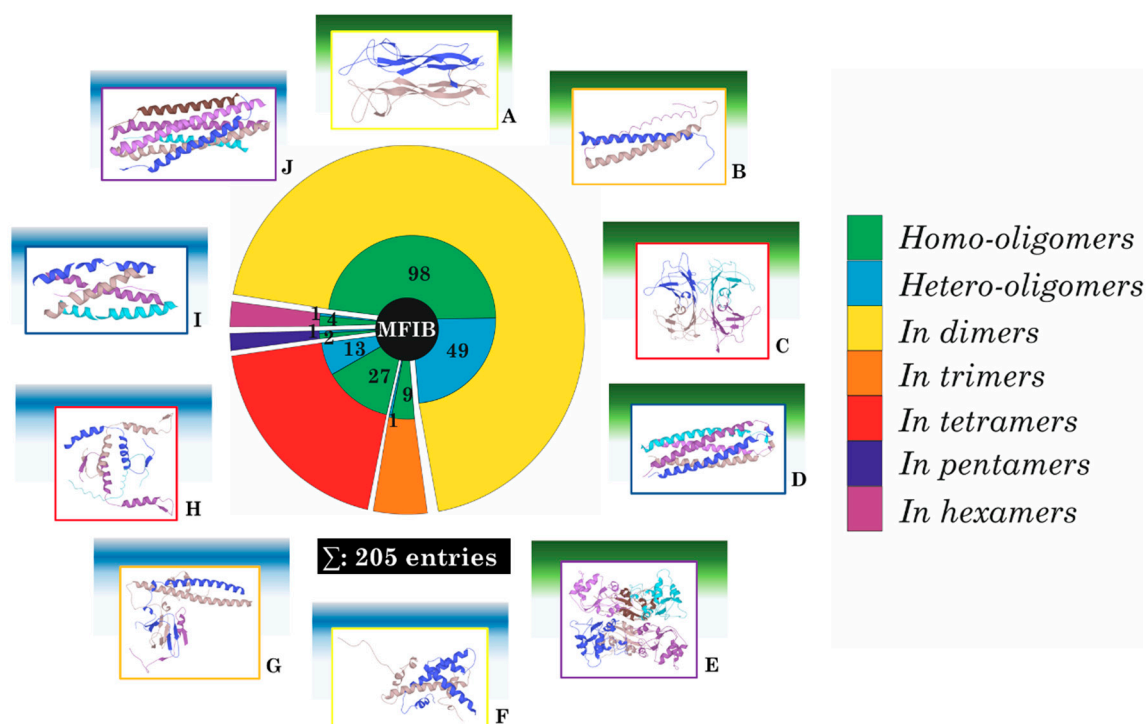 A
B
C
D
E
F
G
H
I
J
98
49
9
1
27
13
2
1
4
1
MFIB
∑: 205 entries
Homo-oligomers
Hetero-oligomers
In dimers
In trimers
In tetramers
In pentamers
In hexamers